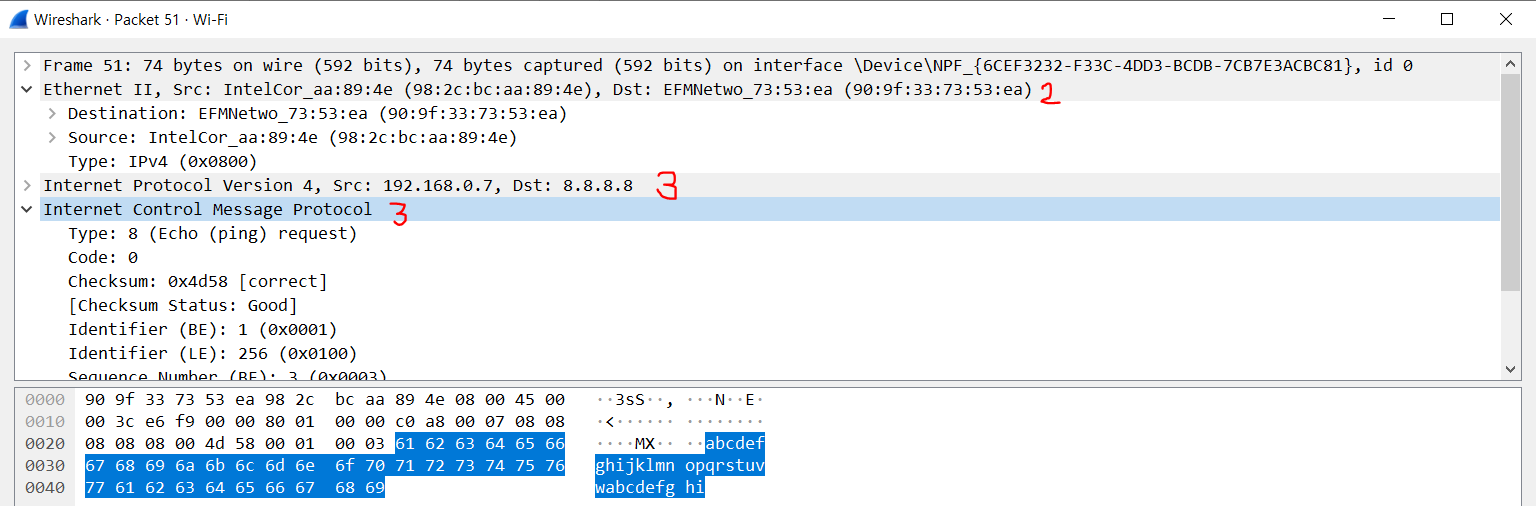 Wireshark · Packet 51 · Wi-Fi
Frame 51: 74 bytes on wire (592 bits), 74 bytes captured (592 bits) on interface \Device\NPF_{6CEF3232-F33C-4DD3-BCDB-7CB7E3ACBC81}, id 0
Ethernet II, Src: IntelCor_aa:89:4e (98:2c:bc:aa:89:4e), Dst: EFMNetwo_73:53:ea (90:9f:33:73:53:ea) 2
Destination: EFMNetwo_73:53:ea (90:9f:33:73:53:ea)
Source: IntelCor_aa:89:4e (98:2c:bc:aa:89:4e)
Type: IPv4 (0x0800)
Internet Protocol Version 4, Src: 192.168.0.7, Dst: 8.8.8.8 3
Internet Control Message Protocol 3
Type: 8 (Echo (ping) request)
Code: 0
Checksum: 0x4d58 [correct]
[Checksum Status: Good]
Identifier (BE): 1 (0x0001)
Identifier (LE): 256 (0x0100)
Sequence Number (BE): 3 (0x0003)
0000 90 9f 33 73 53 ea 98 2c bc aa 89 4e 08 00 45 00 ··3sS··, ···N··E·
0010 00 3c e6 f9 00 00 80 01 00 00 c0 a8 00 07 08 08 ·<······ ········
0020 08 08 08 00 4d 58 00 01 00 03 61 62 63 64 65 66 ····MX·· ··abcdef
0030 67 68 69 6a 6b 6c 6d 6e 6f 70 71 72 73 74 75 76 ghijklmn opqrstuv
0040 77 61 62 63 64 65 66 67 68 69 wabcdefg hi